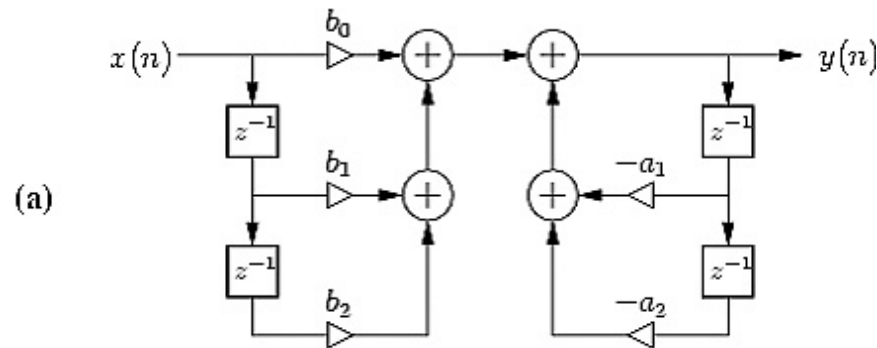 b₀
x(n) + + y(n)
z⁻¹ z⁻¹
b₁ -a₁
(a) + +
z⁻¹ z⁻¹
b₂ -a₂